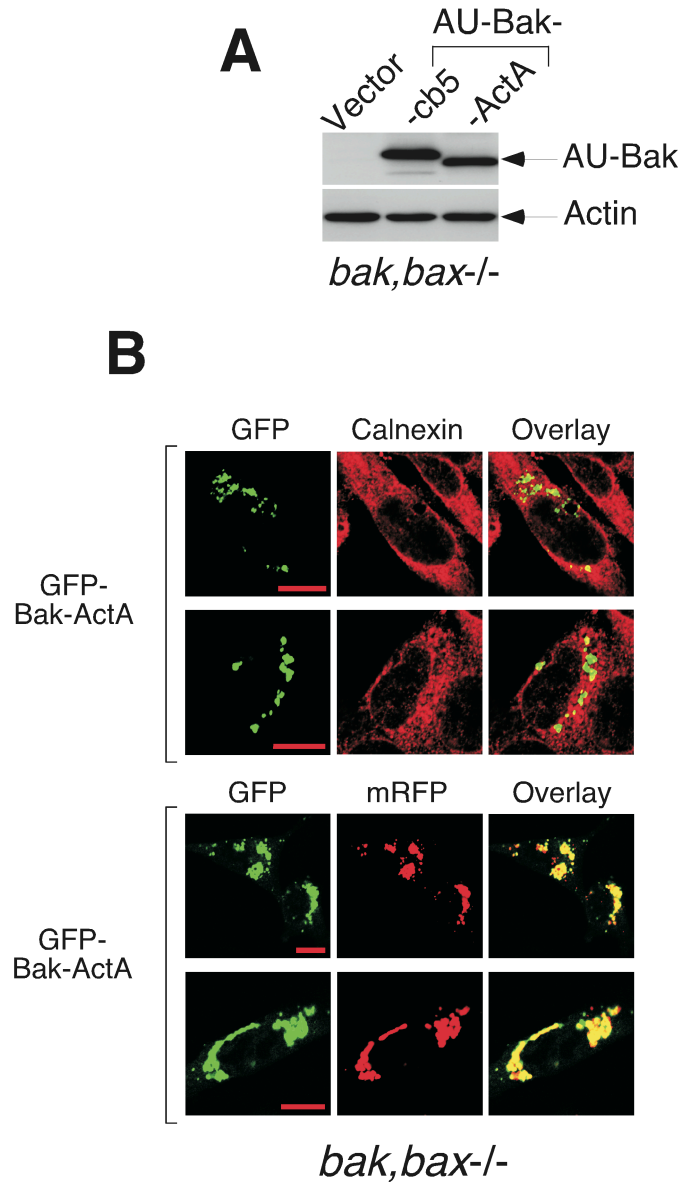 A
AU-Bak-
Vector
-cb5
-ActA
AU-Bak
Actin
bak,bax-/-
B
GFP Calnexin Overlay
GFP-
Bak-ActA
GFP mRFP Overlay
GFP-
Bak-ActA
bak,bax-/-